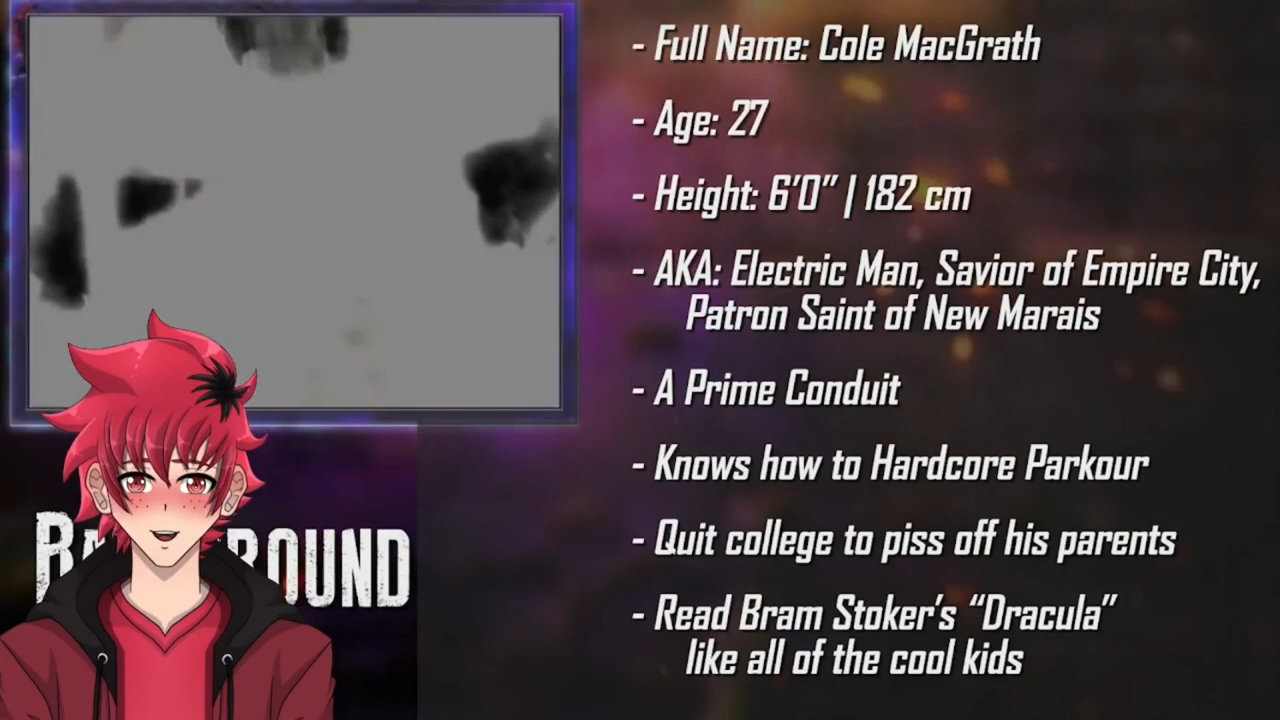 - Full Name: Cole MacGrath
- Age: 27
- Height: 6'0" | 182 cm
- AKA: Electric Man, Savior of Empire City,
Patron Saint of New Marais
- A Prime Conduit
- Knows how to Hardcore Parkour
- Quit college to piss off his parents
- Read Bram Stoker's “Dracula”
like all of the cool kids